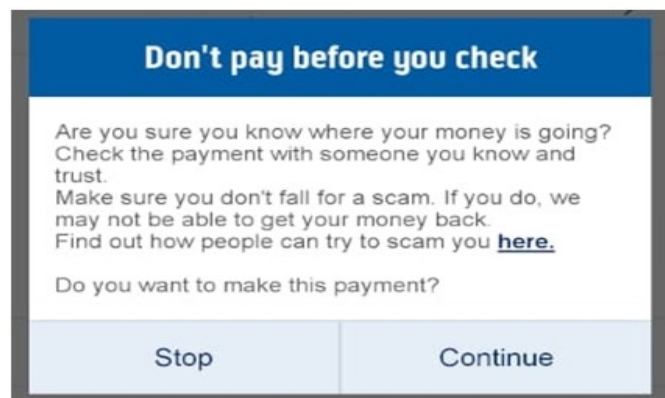 Don't pay before you check
Are you sure you know where your money is going?
Check the payment with someone you know and
trust.
Make sure you don't fall for a scam. If you do, we
may not be able to get your money back.
Find out how people can try to scam you here.
Do you want to make this payment?
Stop
Continue